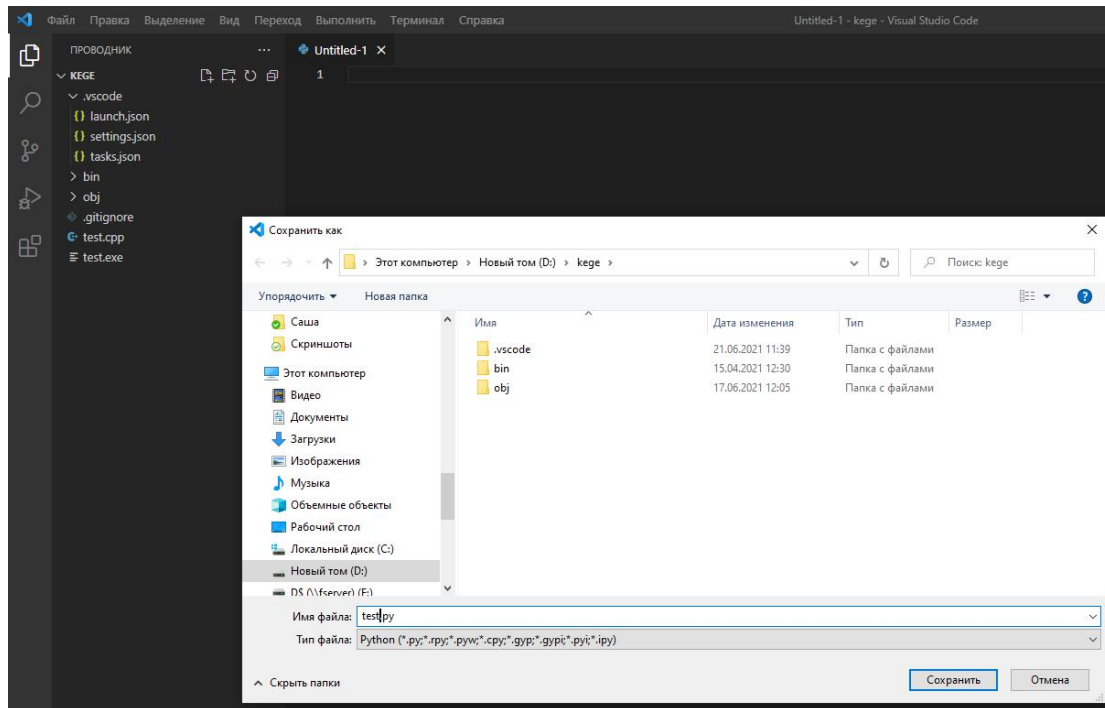 Файл Правка Выделение Вид Переход Выполнить Терминал Справка Untitled-1 - kege - Visual Studio Code
ПРОВОДНИК ...
Untitled-1
KEGE
1
.vscode
{} launch.json
{} settings.json
{} tasks.json
bin
obj
.gitignore
test.cpp
test.exe
Сохранить как
Этот компьютер > Новый том (D:) > kege >
Поиск: kege
Упорядочить Новая папка
Саша
Скриншоты
Этот компьютер
Видео
Документы
Загрузки
Изображения
Музыка
Объемные объекты
Рабочий стол
Локальный диск (C:)
Новый том (D:)
DS (\\fserver) (F:)
Имя Дата изменения Тип Размер
.vscode 21.06.2021 11:39 Папка с файлами
bin 15.04.2021 12:30 Папка с файлами
obj 17.06.2021 12:05 Папка с файлами
Имя файла: test.py
Тип файла: Python (*.py;*.rpy;*.pyw;*.cpy;*.gyp;*.gypi;*.pyi;*.ipy)
Скрыть папки
Сохранить Отмена